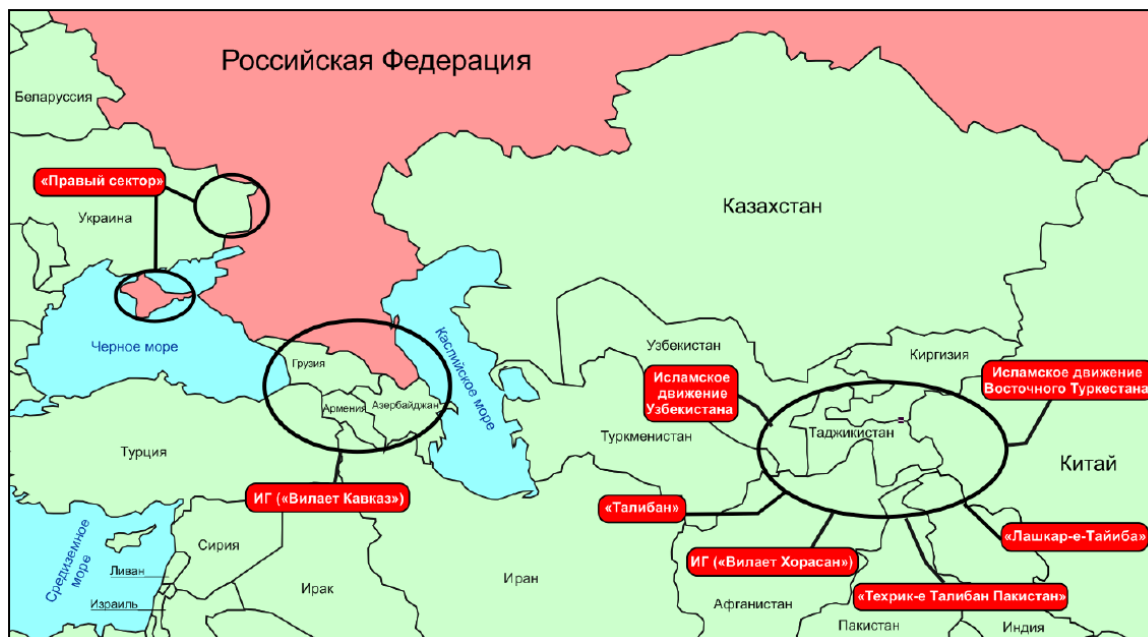 Российская Федерация
Беларуссия
«Правый сектор»
Украина
Казахстан
Черное море
Каспийское море
Грузия
Армения
Азербайджан
Узбекистан
Киргизия
Исламское
движение
Узбекистана
Исламское движение
Восточного Туркестана
Таджикистан
Туркменистан
Китай
Турция
ИГ («Вилает Кавказ»)
«Талибан»
«Лашкар-е-Тайиба»
Средиземное
море
Сирия
Ливан
Израиль
Ирак
Иран
ИГ («Вилает Хорасан»)
«Техрик-е Талибан Пакистан»
Афганистан
Пакистан
Индия